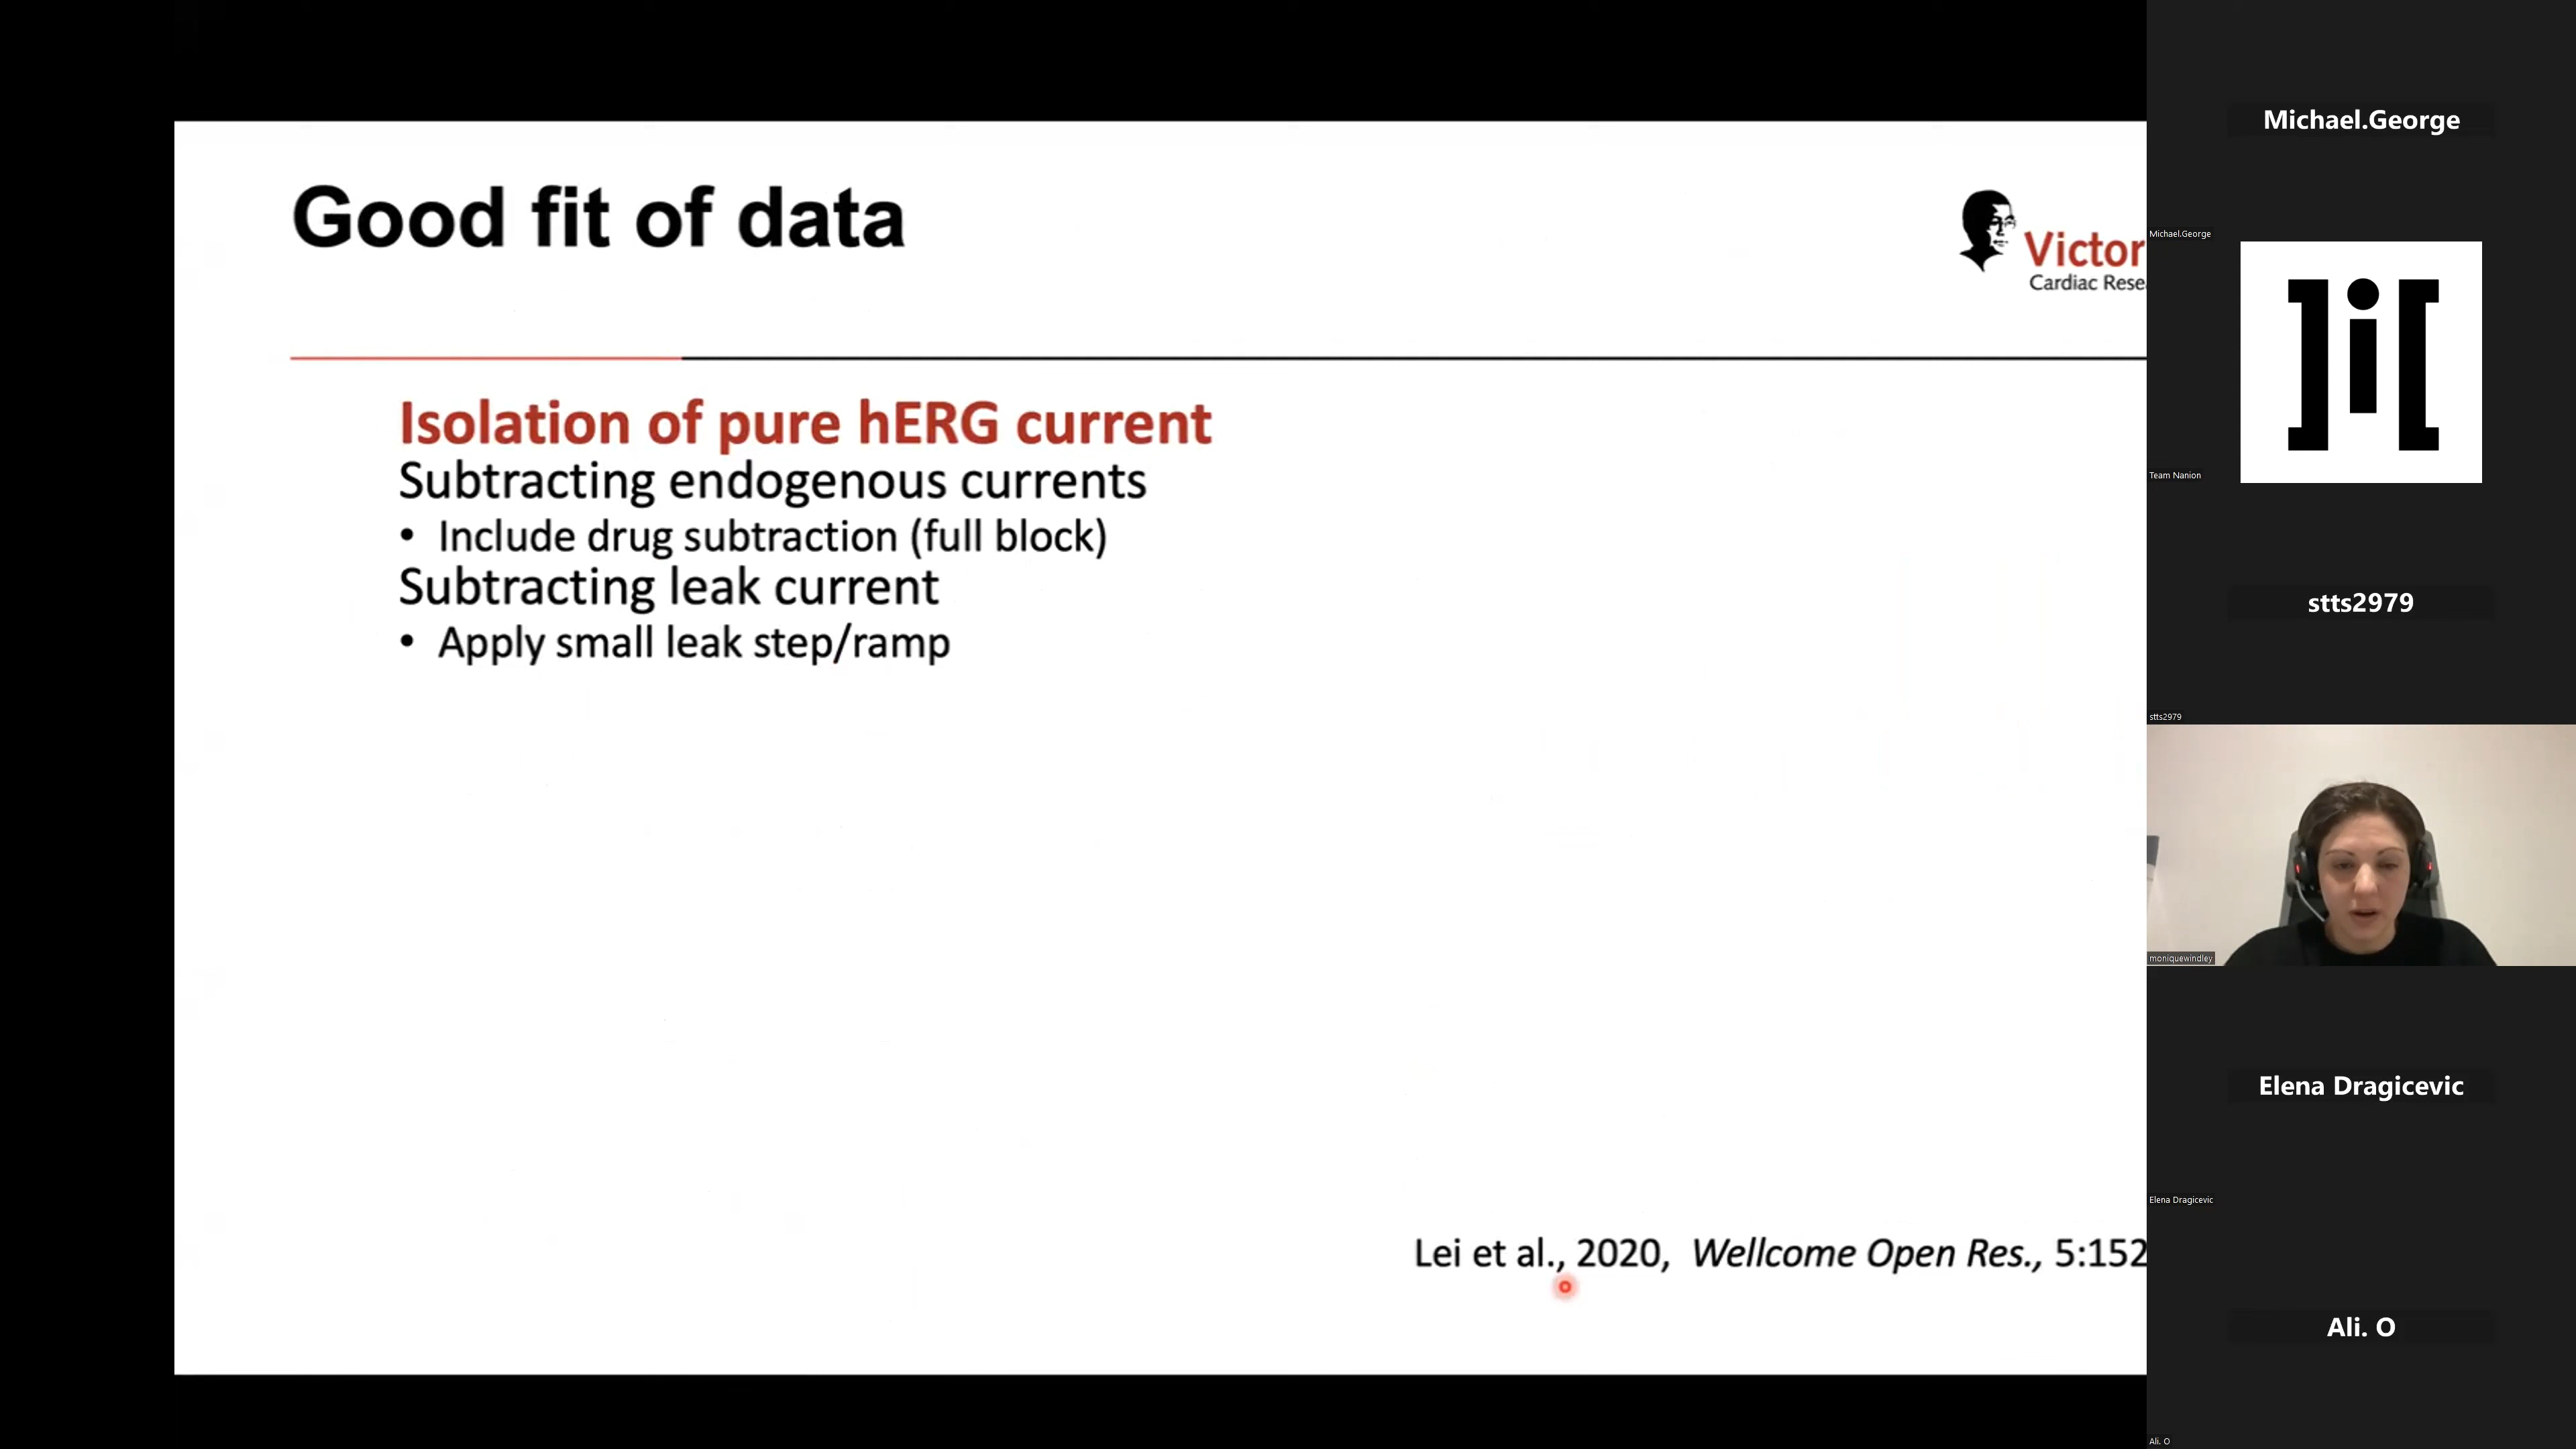 Good fit of data
Victor
Cardiac Rese
Isolation of pure hERG current
Subtracting endogenous currents
• Include drug subtraction (full block)
Subtracting leak current
• Apply small leak step/ramp
Lei et al., 2020, Wellcome Open Res., 5:152
Michael.George
Michael.George
]i[
Team Nanion
stts2979
stts2979
moniquewindley
Elena Dragicevic
Elena Dragicevic
Ali. O
Ali. O